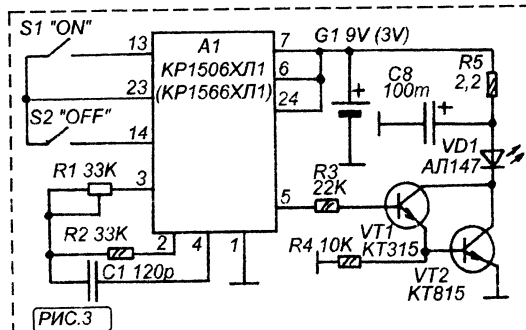 S1 "ON"
13
A1
7
G1 9V (3V)
КР1506ХЛ1
6
(КР1566ХЛ1)
23
24
S2 "OFF"
14
C8
100m
+
+
R5
2,2
VD1
АЛ147
R1 33K
3
R3
22K
5
R2 33K
2
4
1
C1 120p
R4 10K
VT1
КТ315
VT2
КТ815
РИС.3